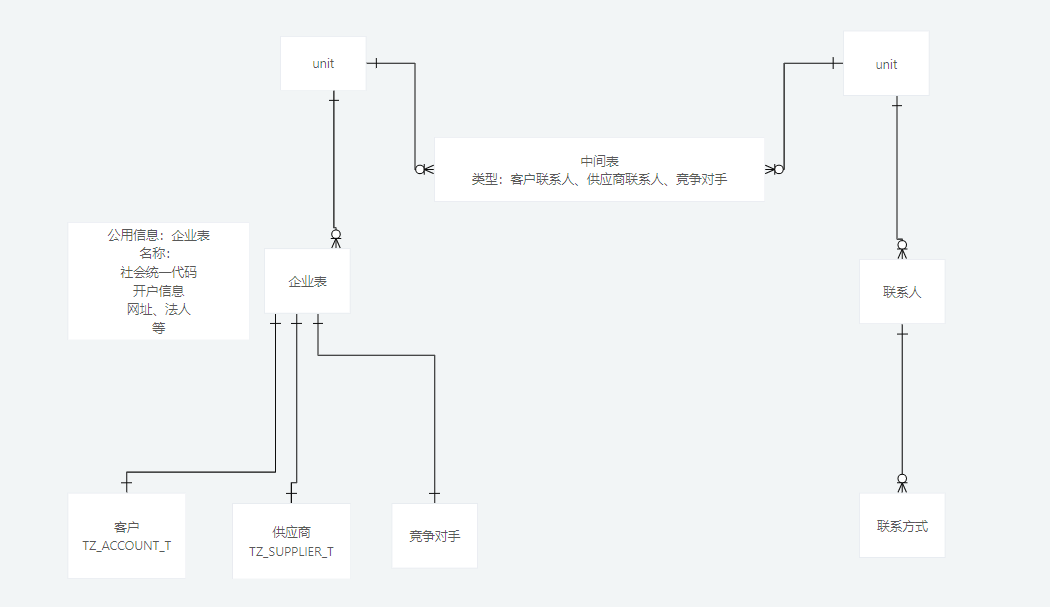 unit
unit
中间表
类型：客户联系人、供应商联系人、竞争对手
公用信息：企业表
名称：
社会统一代码
开户信息
网址、法人
等
企业表
联系人
客户
TZ_ACCOUNT_T
供应商
TZ_SUPPLIER_T
竞争对手
联系方式